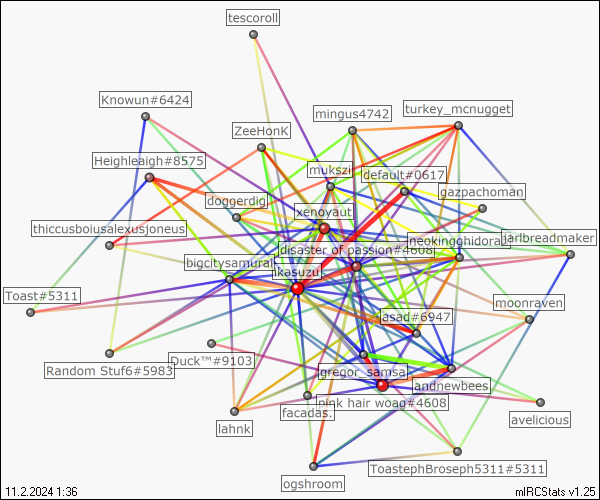 tescoroll
Knowun#6424
mingus4742
turkey_mcnugget
ZeeHonK
Heighleaigh#8575
mukszi
default#0617
gazpachoman
doggerdig
xenoyaut
thiccusboiusalexusjoneus
neokingghidorah
jarlbreadmaker
disaster of passion#4608
bigcitysamurai
kasuzu
Toast#5311
moonraven
asad#6947
Duck™#9103
Random Stuf6#5983
gregor_samsa
andnewbees
pink hair woag#4608
facadas.
lahnk
avelicious
ToastephBroseph5311#5311
ogshroom
11.2.2024 1:36
mIRCStats v1.25